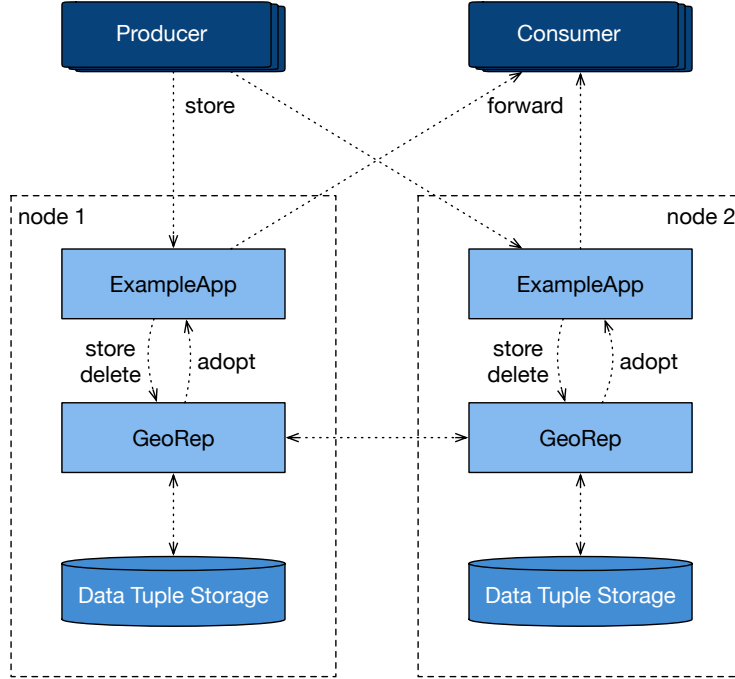 Producer
Consumer
store
forward
node 1
node 2
ExampleApp
ExampleApp
store
delete
adopt
store
delete
adopt
GeoRep
GeoRep
Data Tuple Storage
Data Tuple Storage